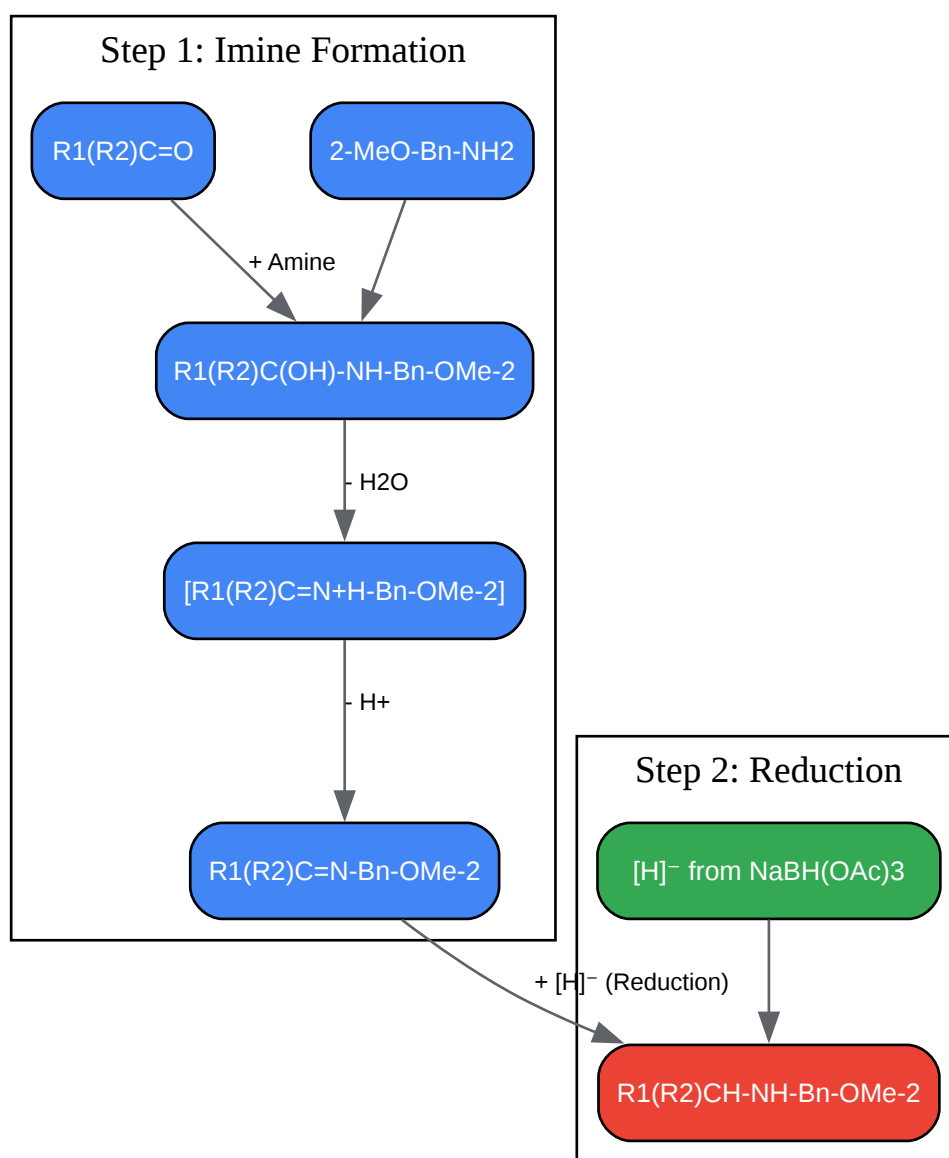 Step 1: Imine Formation
R1(R2)C=O
2-MeO-Bn-NH2
+ Amine
R1(R2)C(OH)-NH-Bn-OMe-2
- H2O
[R1(R2)C=N+H-Bn-OMe-2]
- H+
R1(R2)C=N-Bn-OMe-2
Step 2: Reduction
[H]⁻ from NaBH(OAc)3
+ [H]⁻ (Reduction)
R1(R2)CH-NH-Bn-OMe-2